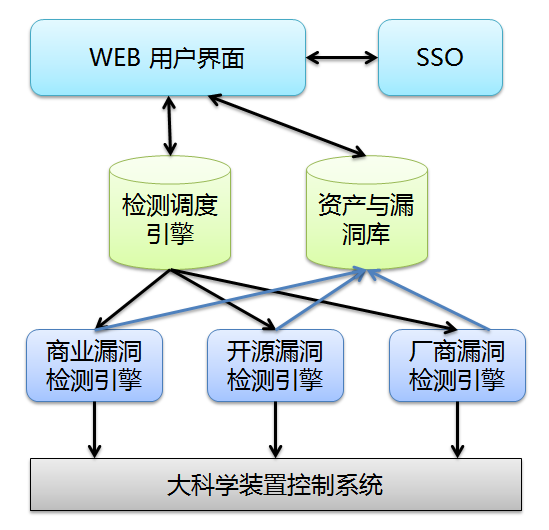 WEB 用户界面
SSO
检测调度
引擎
资产与漏
洞库
商业漏洞
检测引擎
开源漏洞
检测引擎
厂商漏洞
检测引擎
大科学装置控制系统